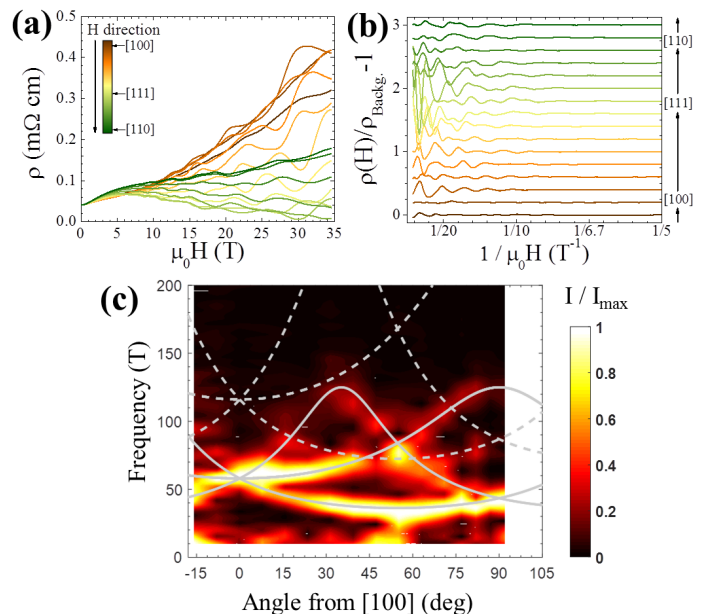 (a)
H direction
[100]
[111]
[110]
ρ (mΩ cm)
0.5
0.4
0.3
0.2
0.1
0.0
0 5 10 15 20 25 30 35
μ₀H (T)
(b)
ρ(H)/ρBackg.-1
3
2
1
0
1/20 1/10 1/6.7 1/5
1 / μ₀H (T⁻¹)
[110]
[111]
[100]
(c)
I / Imax
Frequency (T)
200
150
100
50
0
-15 0 15 30 45 60 75 90 105
Angle from [100] (deg)
1
0.8
0.6
0.4
0.2
0